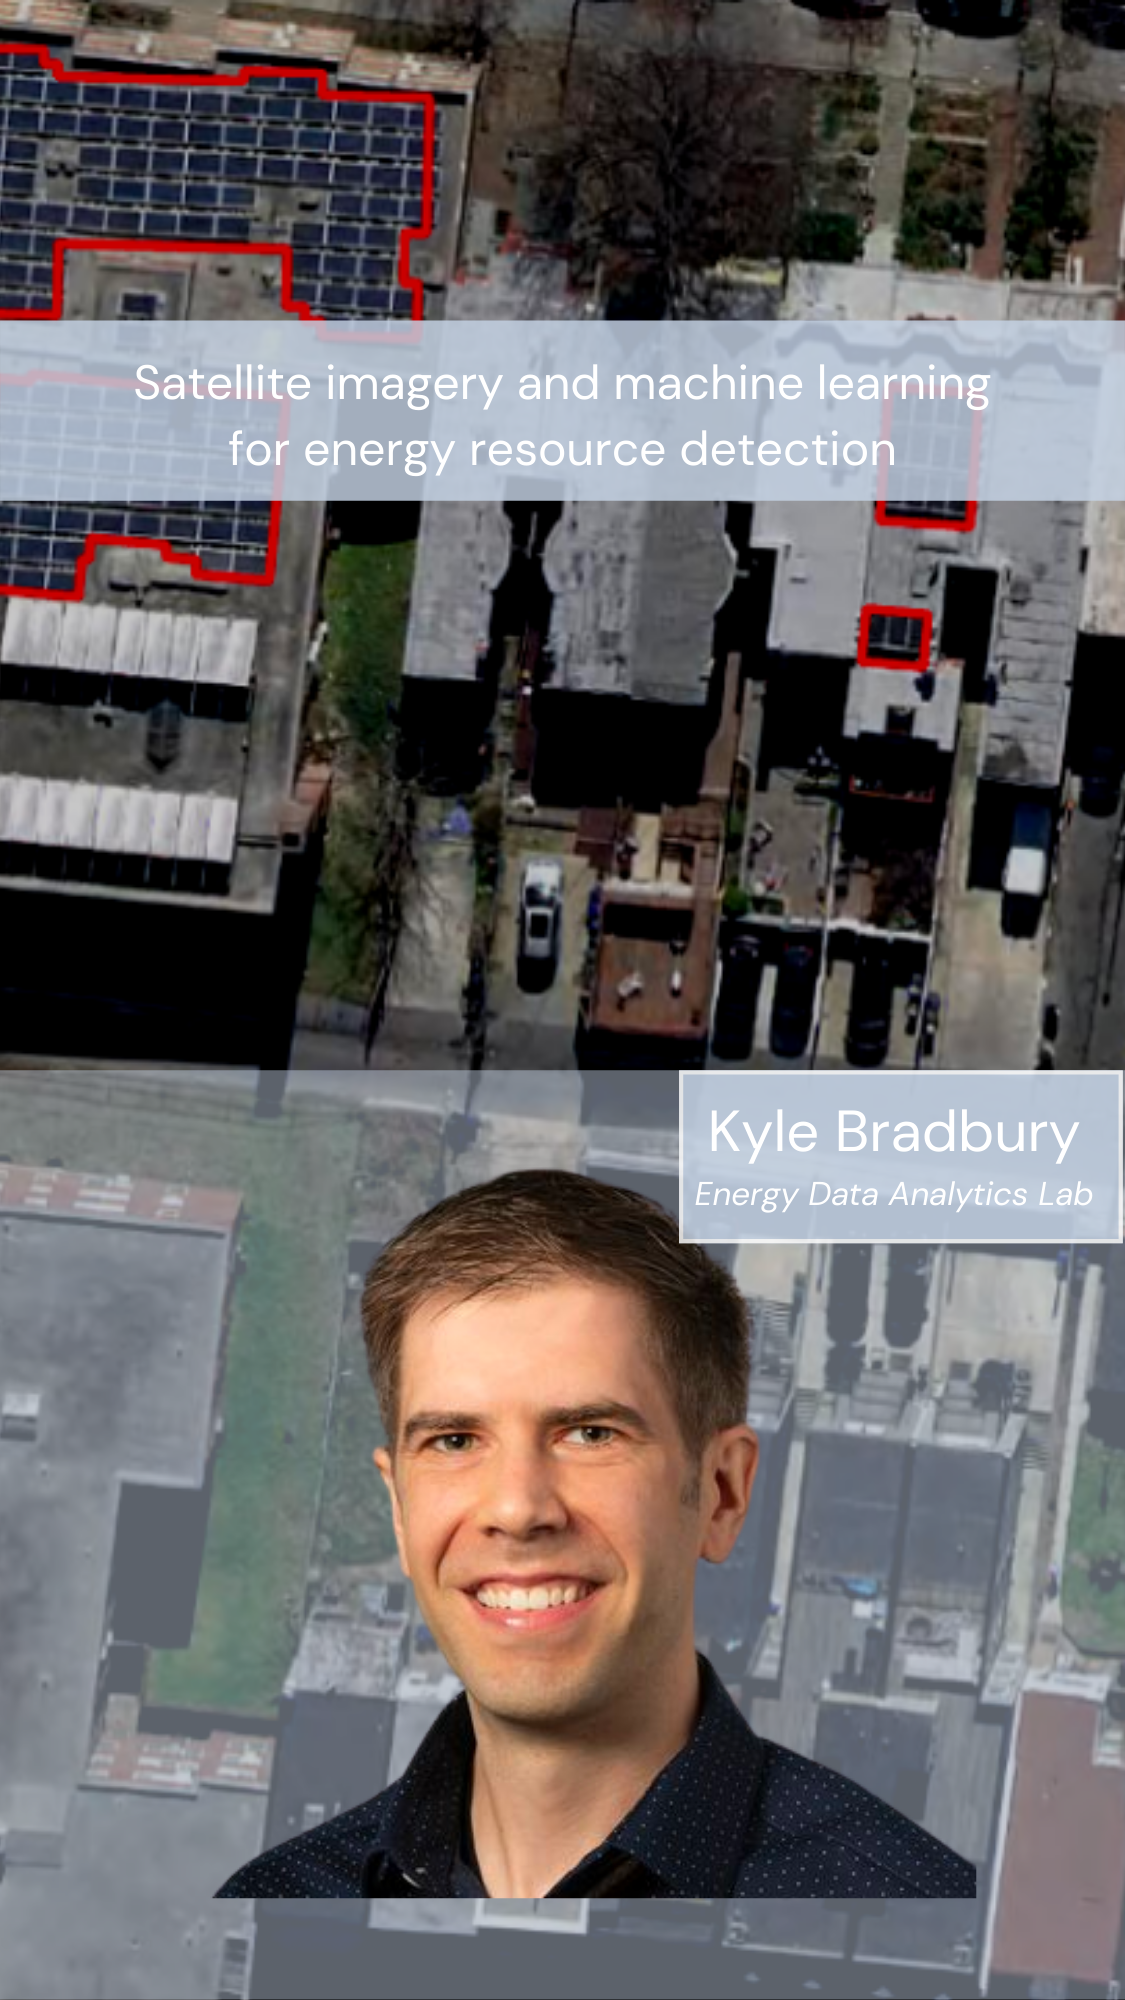 Satellite imagery and machine learning
for energy resource detection
Kyle Bradbury
Energy Data Analytics Lab